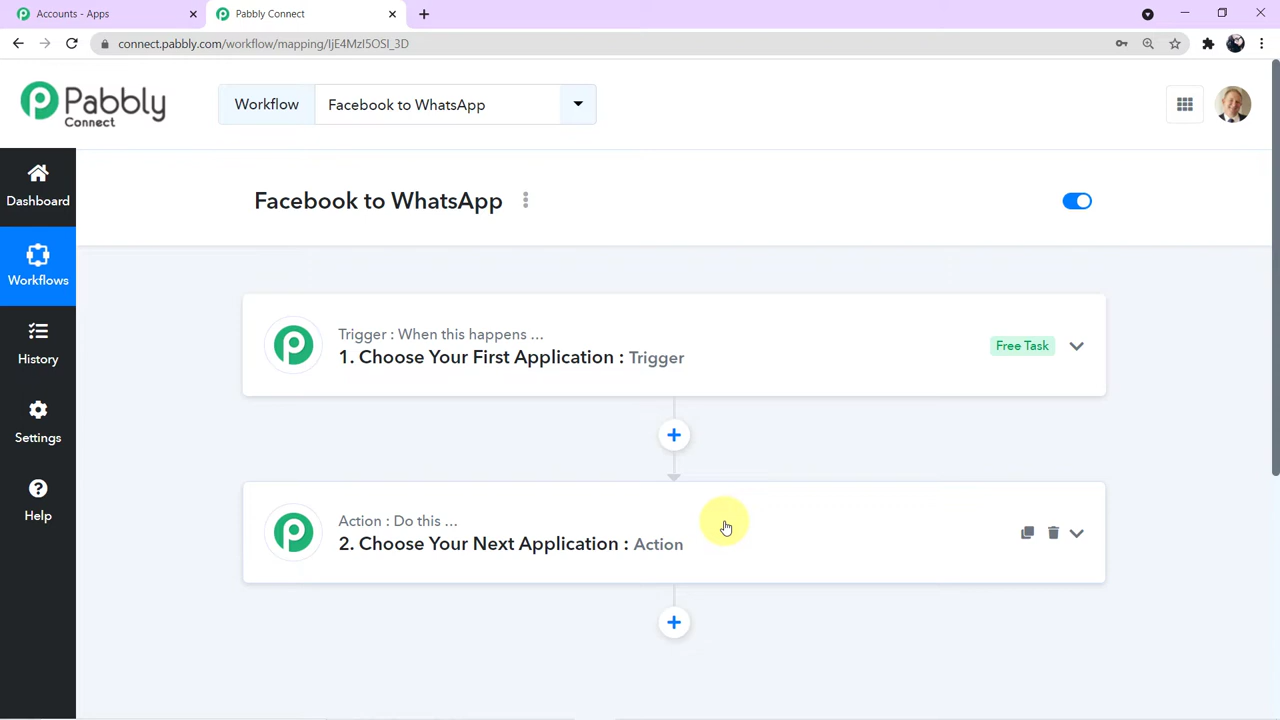 Accounts - Apps
Pabbly Connect
connect.pabbly.com/workflow/mapping/IjE4MzI5OSI_3D
Pabbly
Connect
Workflow
Facebook to WhatsApp
Dashboard
Workflows
History
Settings
Help
Facebook to WhatsApp
Trigger : When this happens ...
1. Choose Your First Application : Trigger
Free Task
Action : Do this ...
2. Choose Your Next Application : Action